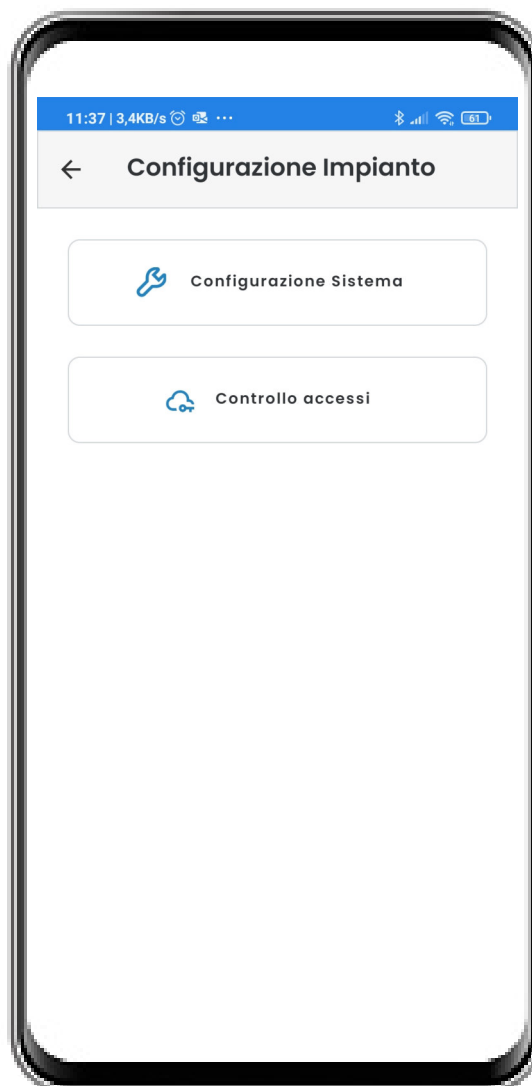 11:37 | 3,4KB/s ... 61
Configurazione Impianto
Configurazione Sistema
Controllo accessi